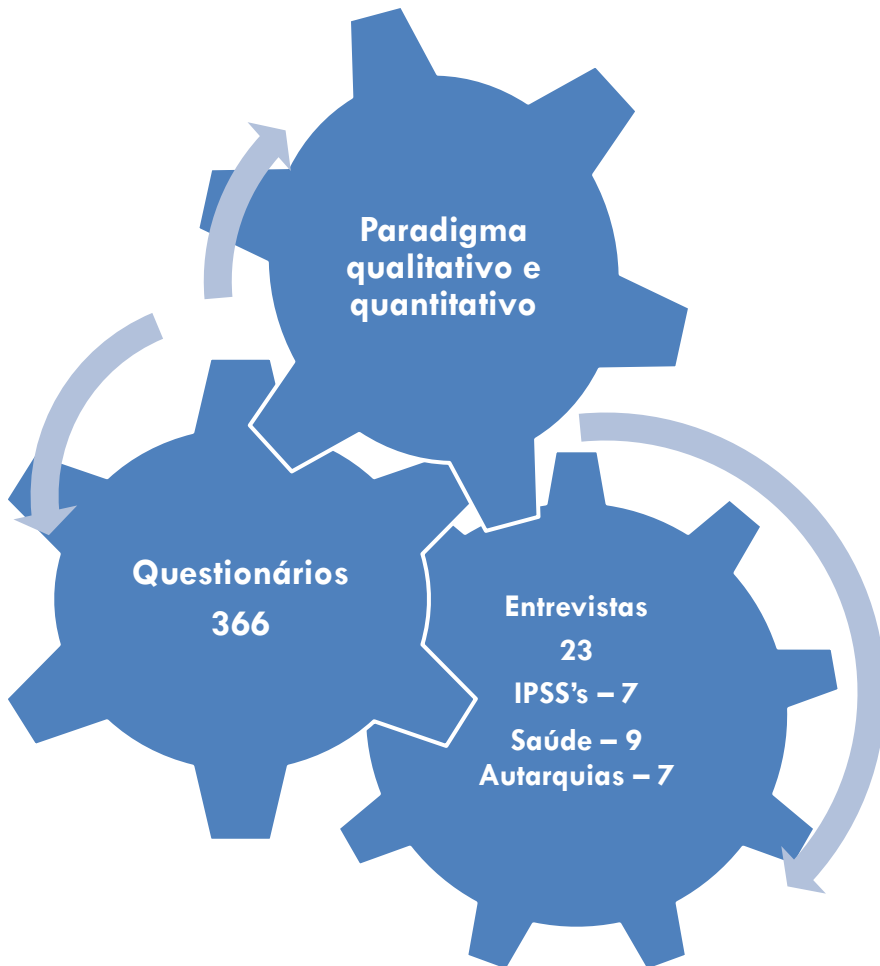 Paradigma
qualitativo e
quantitativo
Questionários
366
Entrevistas
23
IPSS's – 7
Saúde – 9
Autarquias – 7